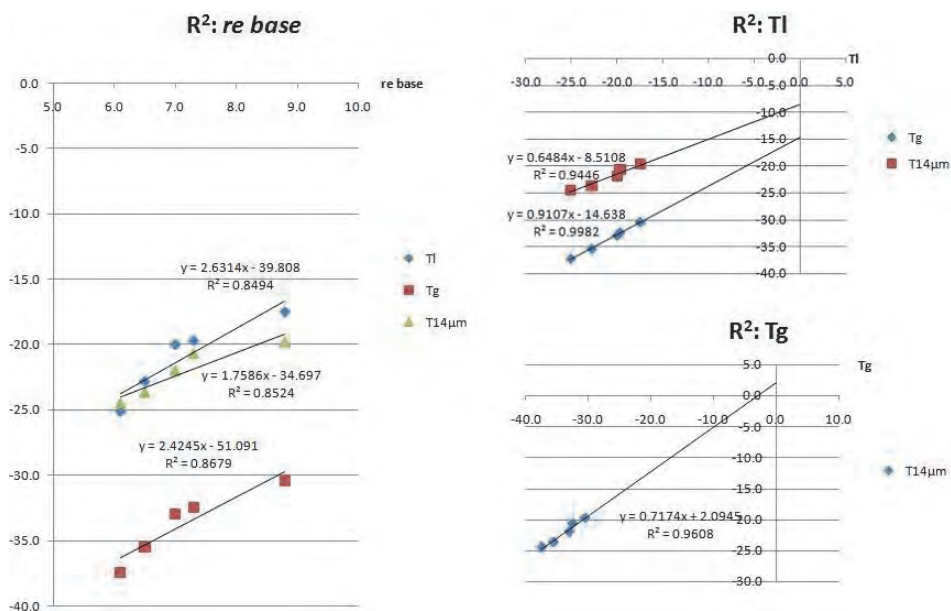 R²: re base
0.0
re base
5.0 6.0 7.0 8.0 9.0 10.0
-5.0
-10.0
-15.0
-20.0
-25.0
-30.0
-35.0
-40.0
y = 2.6314x - 39.808
R² = 0.8494
y = 1.7586x - 34.697
R² = 0.8524
y = 2.4245x - 51.091
R² = 0.8679
Tl
Tg
T14µm
R²: Tl
0.0
Tl
-30.0 -25.0 -20.0 -15.0 -10.0 -5.0 0.0
-5.0
-10.0
-15.0
-20.0
-25.0
-30.0
-35.0
-40.0
y = 0.6484x - 8.5108
R² = 0.9446
y = 0.9107x - 14.638
R² = 0.9982
Tg
T14µm
R²: Tg
5.0
Tg
0.0
-40.0 -30.0 -20.0 -10.0 0.0 10.0
-5.0
-10.0
-15.0
-20.0
-25.0
-30.0
y = 0.7174x + 2.0945
R² = 0.9608
T14µm